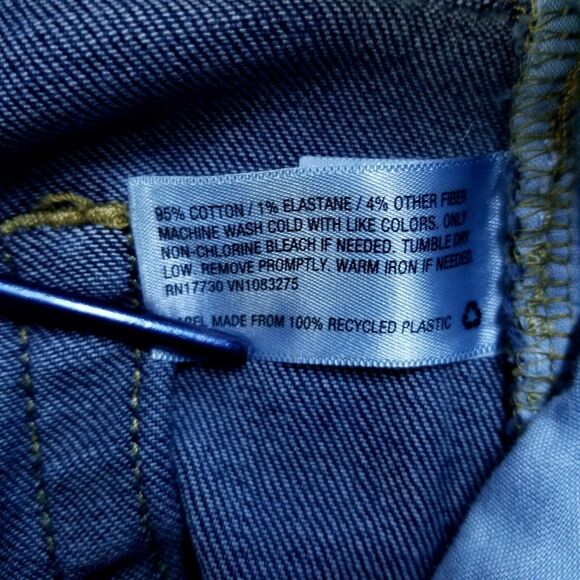 95% COTTON / 1% ELASTANE / 4% OTHER FIBER
MACHINE WASH COLD WITH LIKE COLORS. ONLY
NON-CHLORINE BLEACH IF NEEDED. TUMBLE DRY
LOW. REMOVE PROMPTLY. WARM IRON IF NEEDED.
RN17730 VN1083275
LABEL MADE FROM 100% RECYCLED PLASTIC